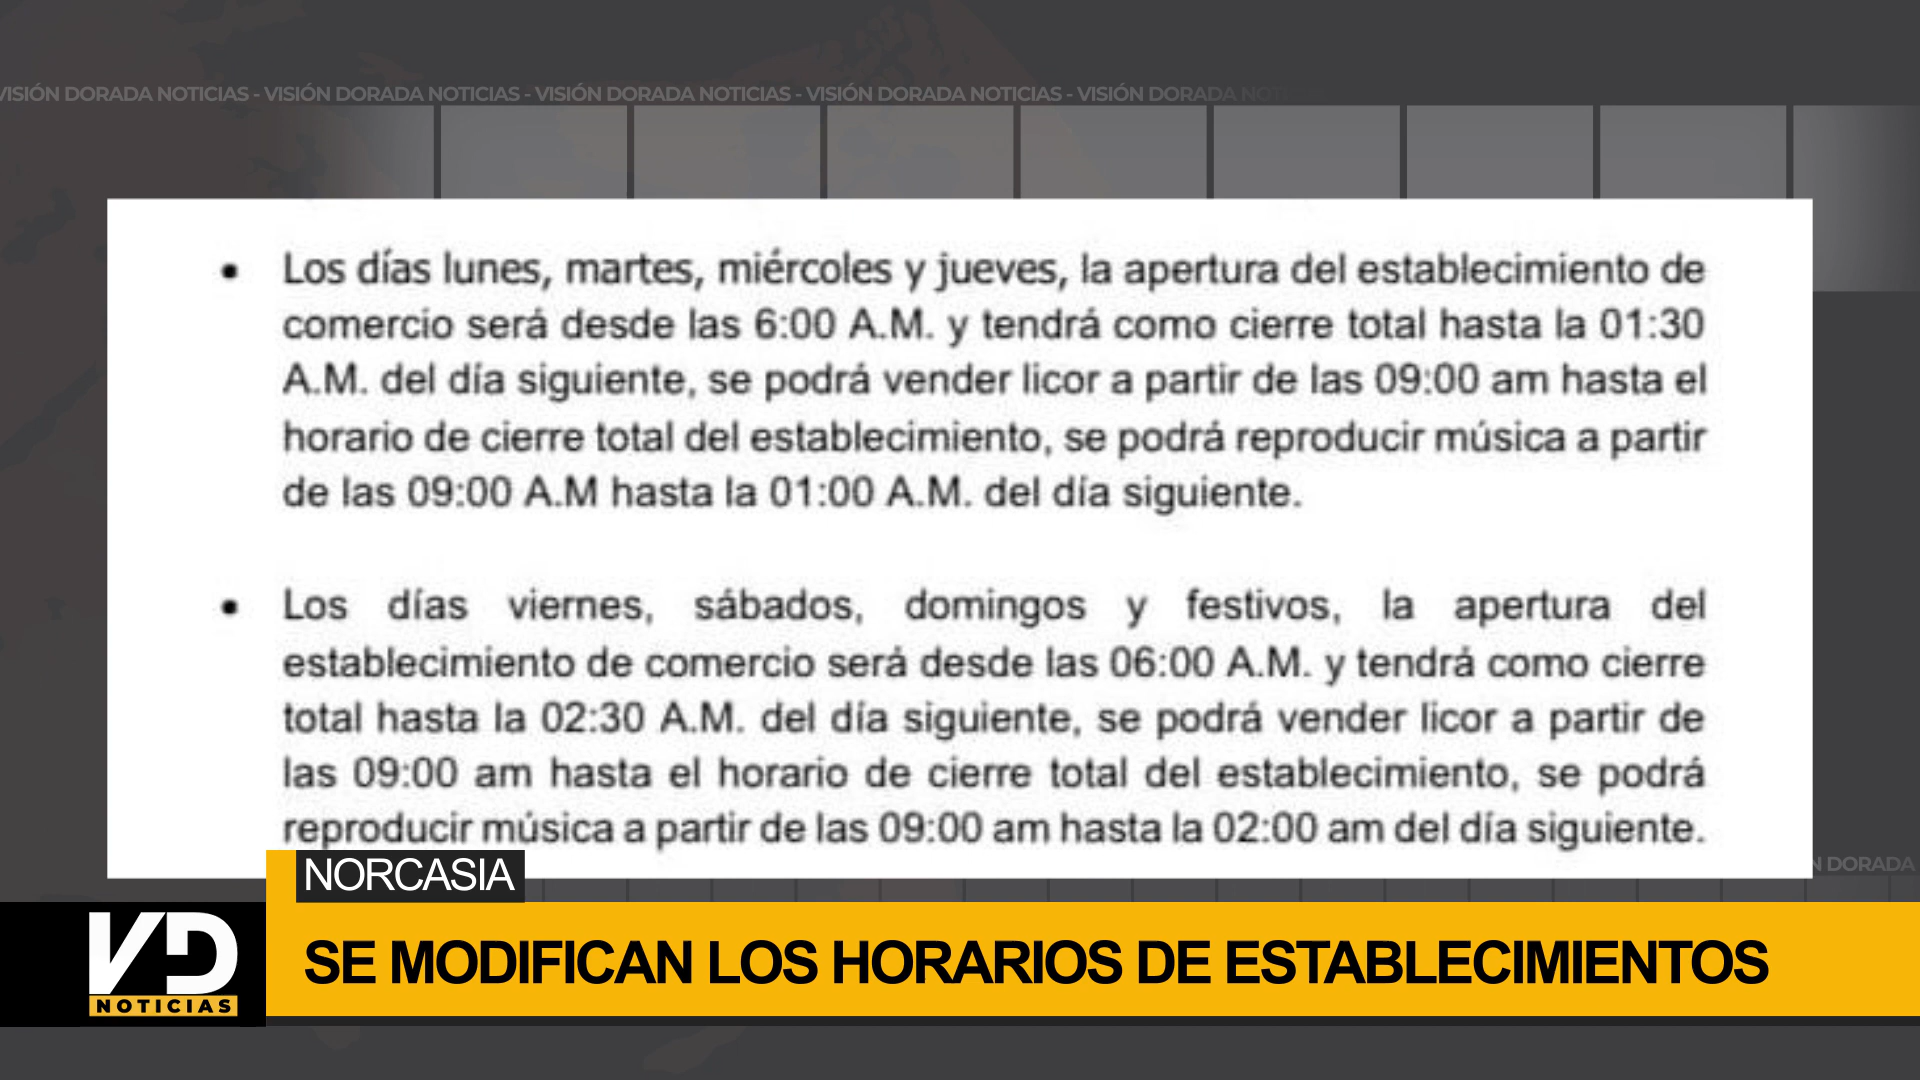 VISIÓN DORADA NOTICIAS - VISIÓN DORADA NOTICIAS - VISIÓN DORADA NOTICIAS - VISIÓN DORADA NOTICIAS - VISIÓN DORADA
• Los días lunes, martes, miércoles y jueves, la apertura del establecimiento de
comercio será desde las 6:00 A.M. y tendrá como cierre total hasta la 01:30
A.M. del día siguiente, se podrá vender licor a partir de las 09:00 am hasta el
horario de cierre total del establecimiento, se podrá reproducir música a partir
de las 09:00 A.M hasta la 01:00 A.M. del día siguiente.
• Los días viernes, sábados, domingos y festivos, la apertura del
establecimiento de comercio será desde las 06:00 A.M. y tendrá como cierre
total hasta la 02:30 A.M. del día siguiente, se podrá vender licor a partir de
las 09:00 am hasta el horario de cierre total del establecimiento, se podrá
reproducir música a partir de las 09:00 am hasta la 02:00 am del día siguiente.
DORADA
NORCASIA
VD
NOTICIAS
SE MODIFICAN LOS HORARIOS DE ESTABLECIMIENTOS